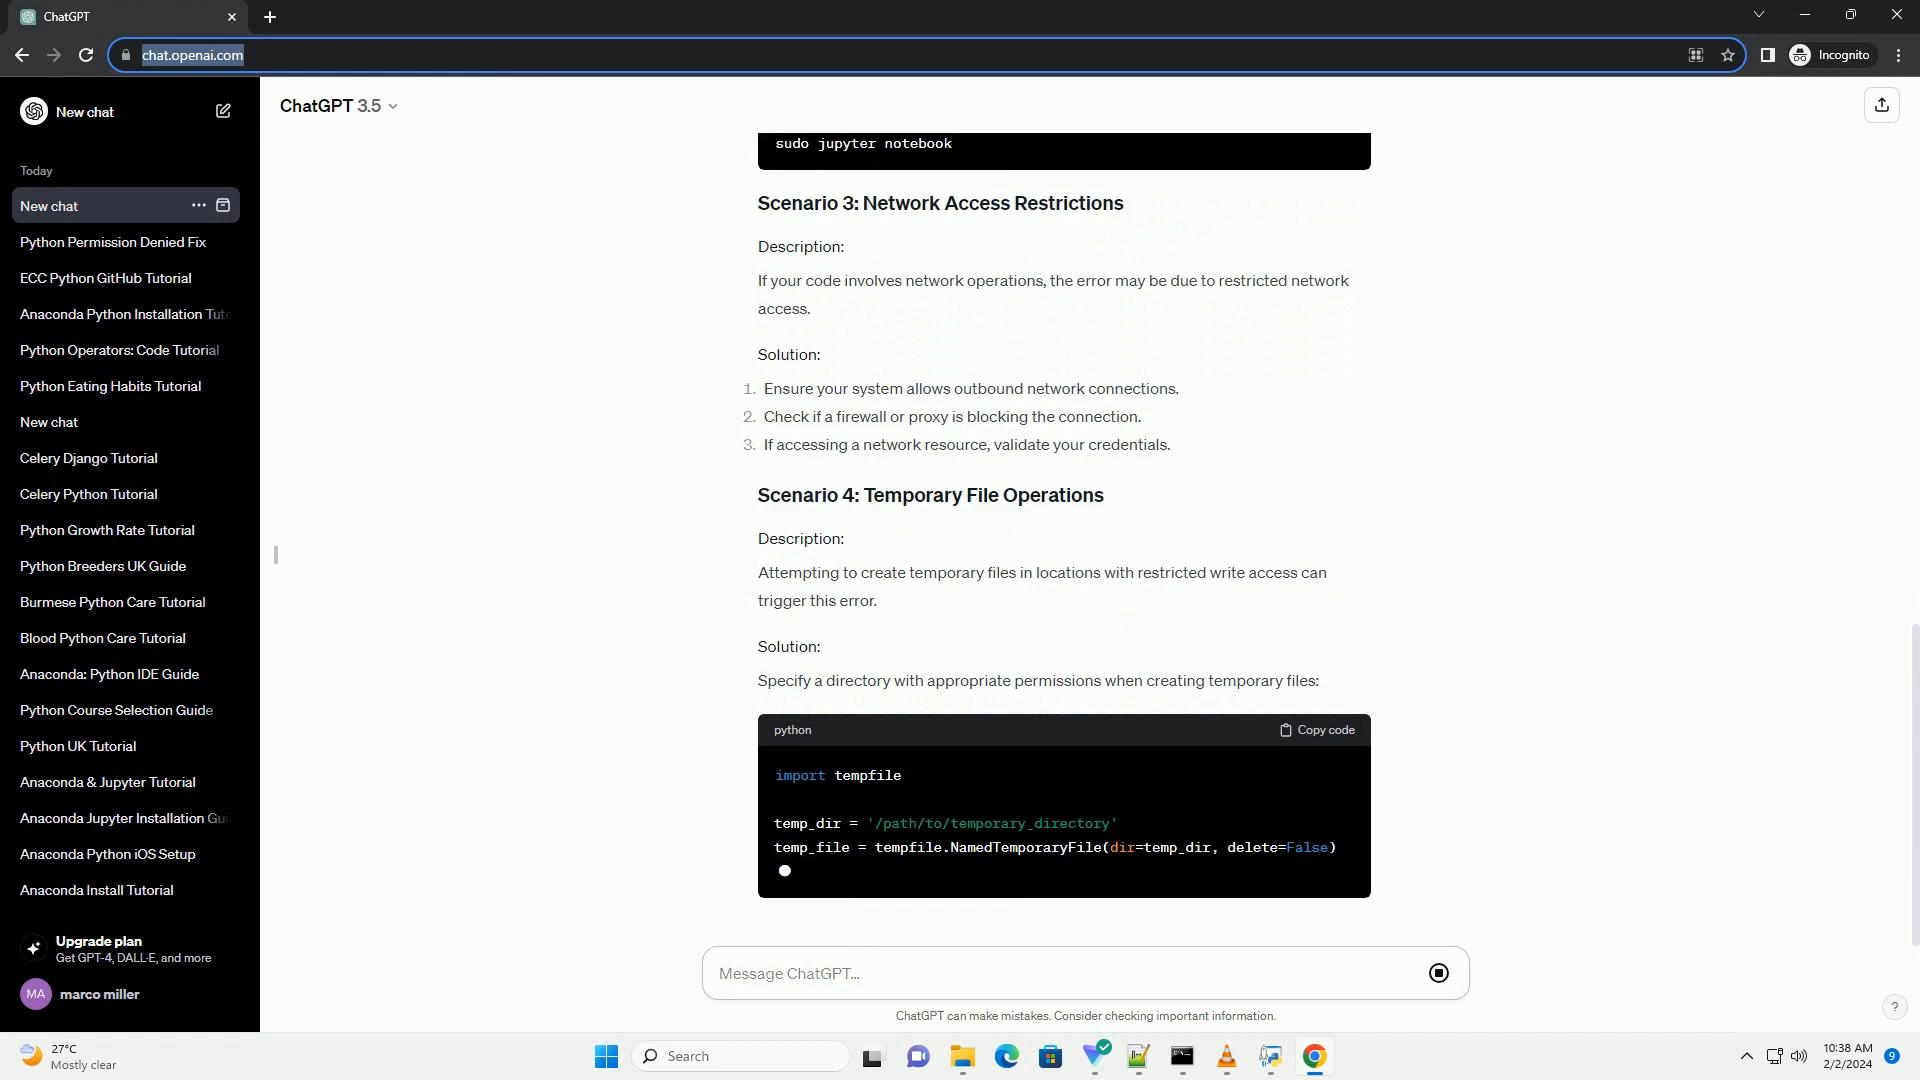 ChatGPT
chat.openai.com
Incognito
New chat
Today
New chat
Python Permission Denied Fix
ECC Python GitHub Tutorial
Anaconda Python Installation Tut
Python Operators: Code Tutorial
Python Eating Habits Tutorial
New chat
Celery Django Tutorial
Celery Python Tutorial
Python Growth Rate Tutorial
Python Breeders UK Guide
Burmese Python Care Tutorial
Blood Python Care Tutorial
Anaconda: Python IDE Guide
Python Course Selection Guide
Python UK Tutorial
Anaconda & Jupyter Tutorial
Anaconda Jupyter Installation Gui
Anaconda Python iOS Setup
Anaconda Install Tutorial
Upgrade plan
Get GPT-4, DALL·E, and more
MA
marco miller
ChatGPT 3.5
sudo jupyter notebook
Scenario 3: Network Access Restrictions
Description:
If your code involves network operations, the error may be due to restricted network
access.
Solution:
1. Ensure your system allows outbound network connections.
2. Check if a firewall or proxy is blocking the connection.
3. If accessing a network resource, validate your credentials.
Scenario 4: Temporary File Operations
Description:
Attempting to create temporary files in locations with restricted write access can
trigger this error.
Solution:
Specify a directory with appropriate permissions when creating temporary files:
python
Copy code
import tempfile
temp_dir = '/path/to/temporary_directory'
temp_file = tempfile.NamedTemporaryFile(dir=temp_dir, delete=False)
Message ChatGPT...
ChatGPT can make mistakes. Consider checking important information.
?
27°C
Mostly clear
Search
10:38 AM
2/2/2024
9